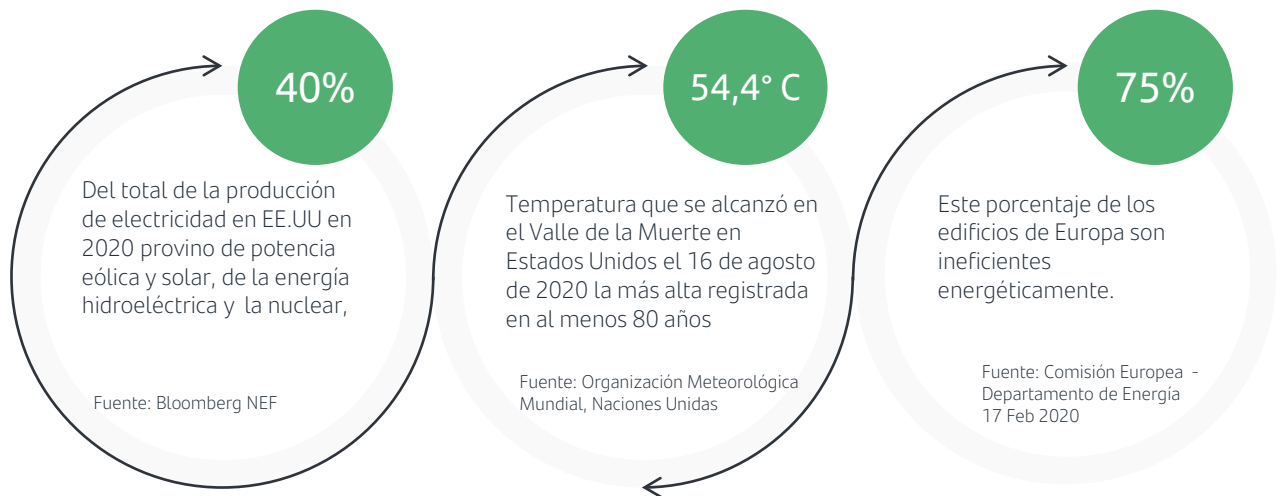 40%
Del total de la producción
de electricidad en EE.UU en
2020 provino de potencia
eólica y solar, de la energía
hidroeléctrica y la nuclear,
Fuente: Bloomberg NEF
54,4° C
Temperatura que se alcanzó en
el Valle de la Muerte en
Estados Unidos el 16 de agosto
de 2020 la más alta registrada
en al menos 80 años
Fuente: Organización Meteorológica
Mundial, Naciones Unidas
75%
Este porcentaje de los
edificios de Europa son
ineficientes
energéticamente.
Fuente: Comisión Europea -
Departamento de Energía
17 Feb 2020